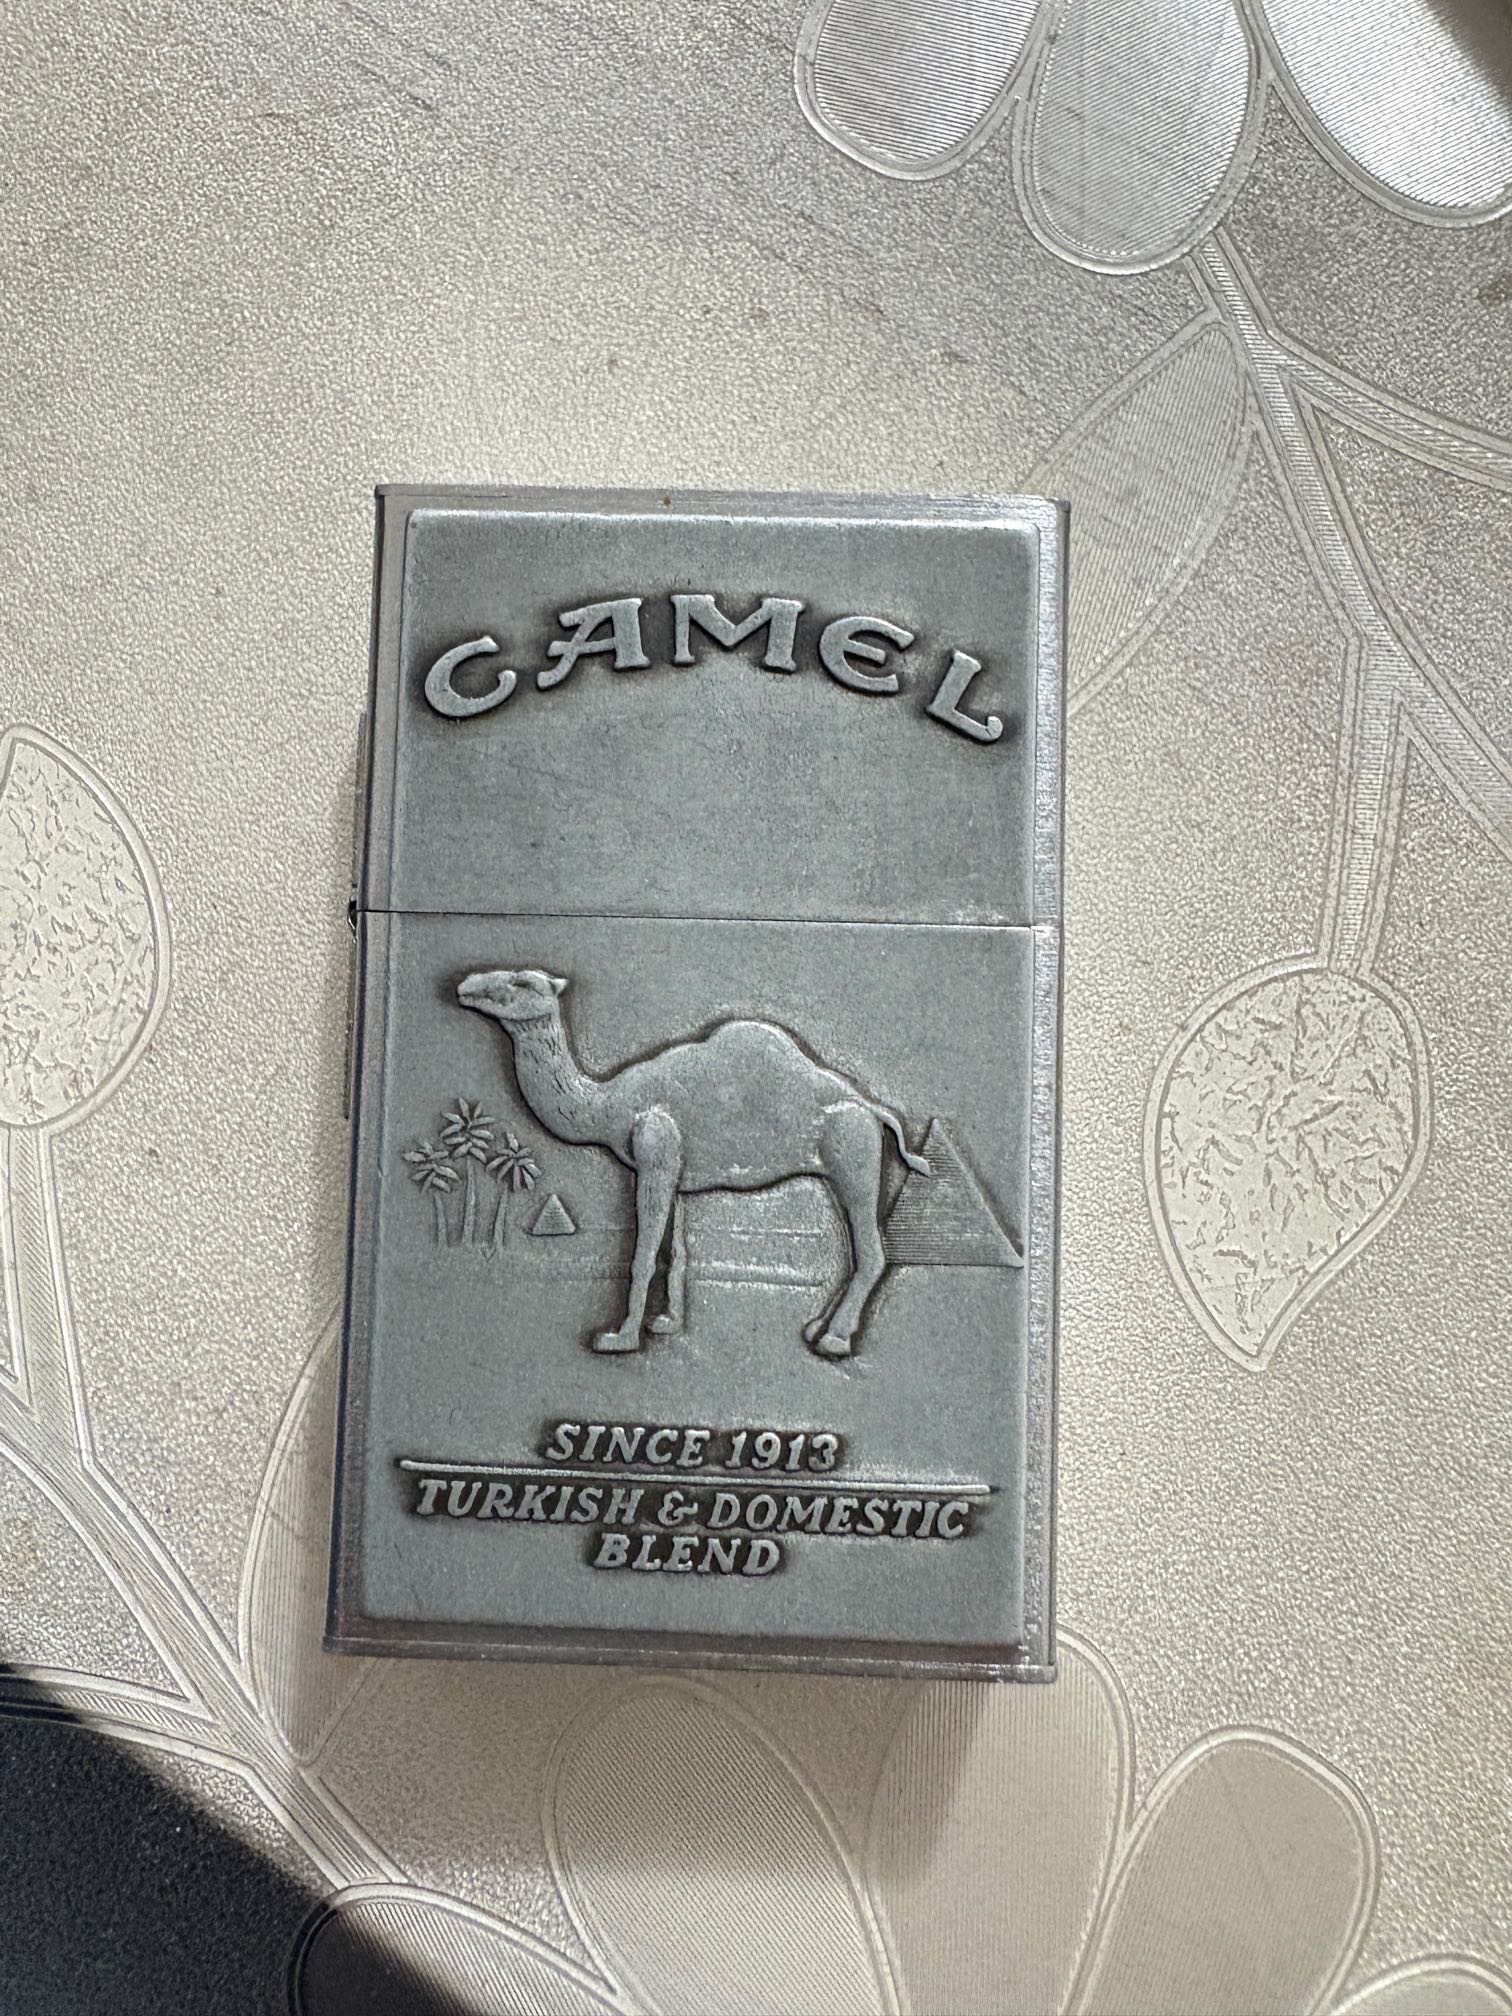 CAMEL
SINCE 1913
TURKISH & DOMESTIC
BLEND